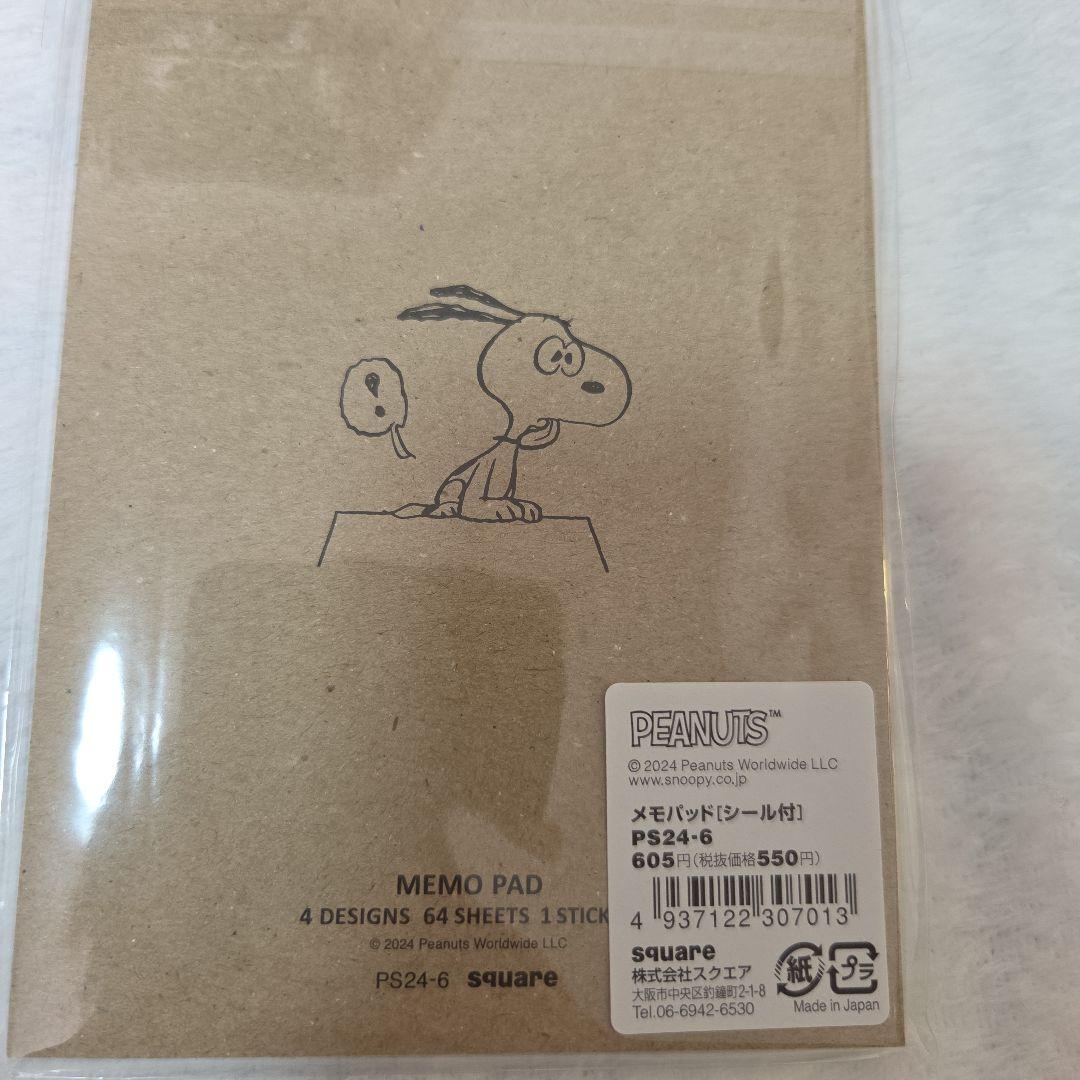 !
PEANUTS™
© 2024 Peanuts Worldwide LLC
www.snoopy.co.jp
メモパッド[シール付]
PS24-6
605円(税抜価格550円)
4 937122 307013
square
株式会社スクエア
大阪市中央区釣鐘町2-1-8
Tel.06-6942-6530
紙
プラ
Made in Japan
MEMO PAD
4 DESIGNS 64 SHEETS 1 STICK
© 2024 Peanuts Worldwide LLC
PS24-6 square